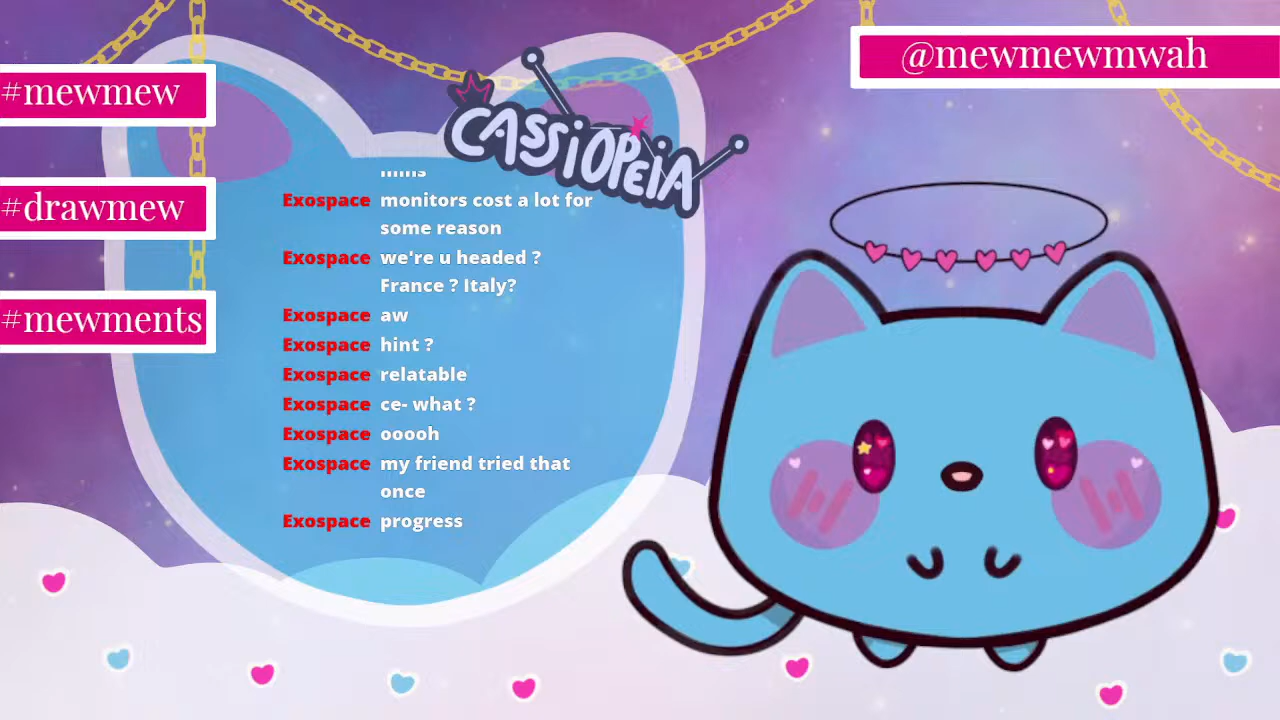 @mewmewmwah
#mewmew
CASSIOPEIA
Exospace monitors cost a lot for
some reason
#drawmew
Exospace we're u headed ?
France ? Italy?
Exospace aw
#mewments
Exospace hint ?
Exospace relatable
Exospace ce- what ?
Exospace ooooh
Exospace my friend tried that
once
Exospace progress